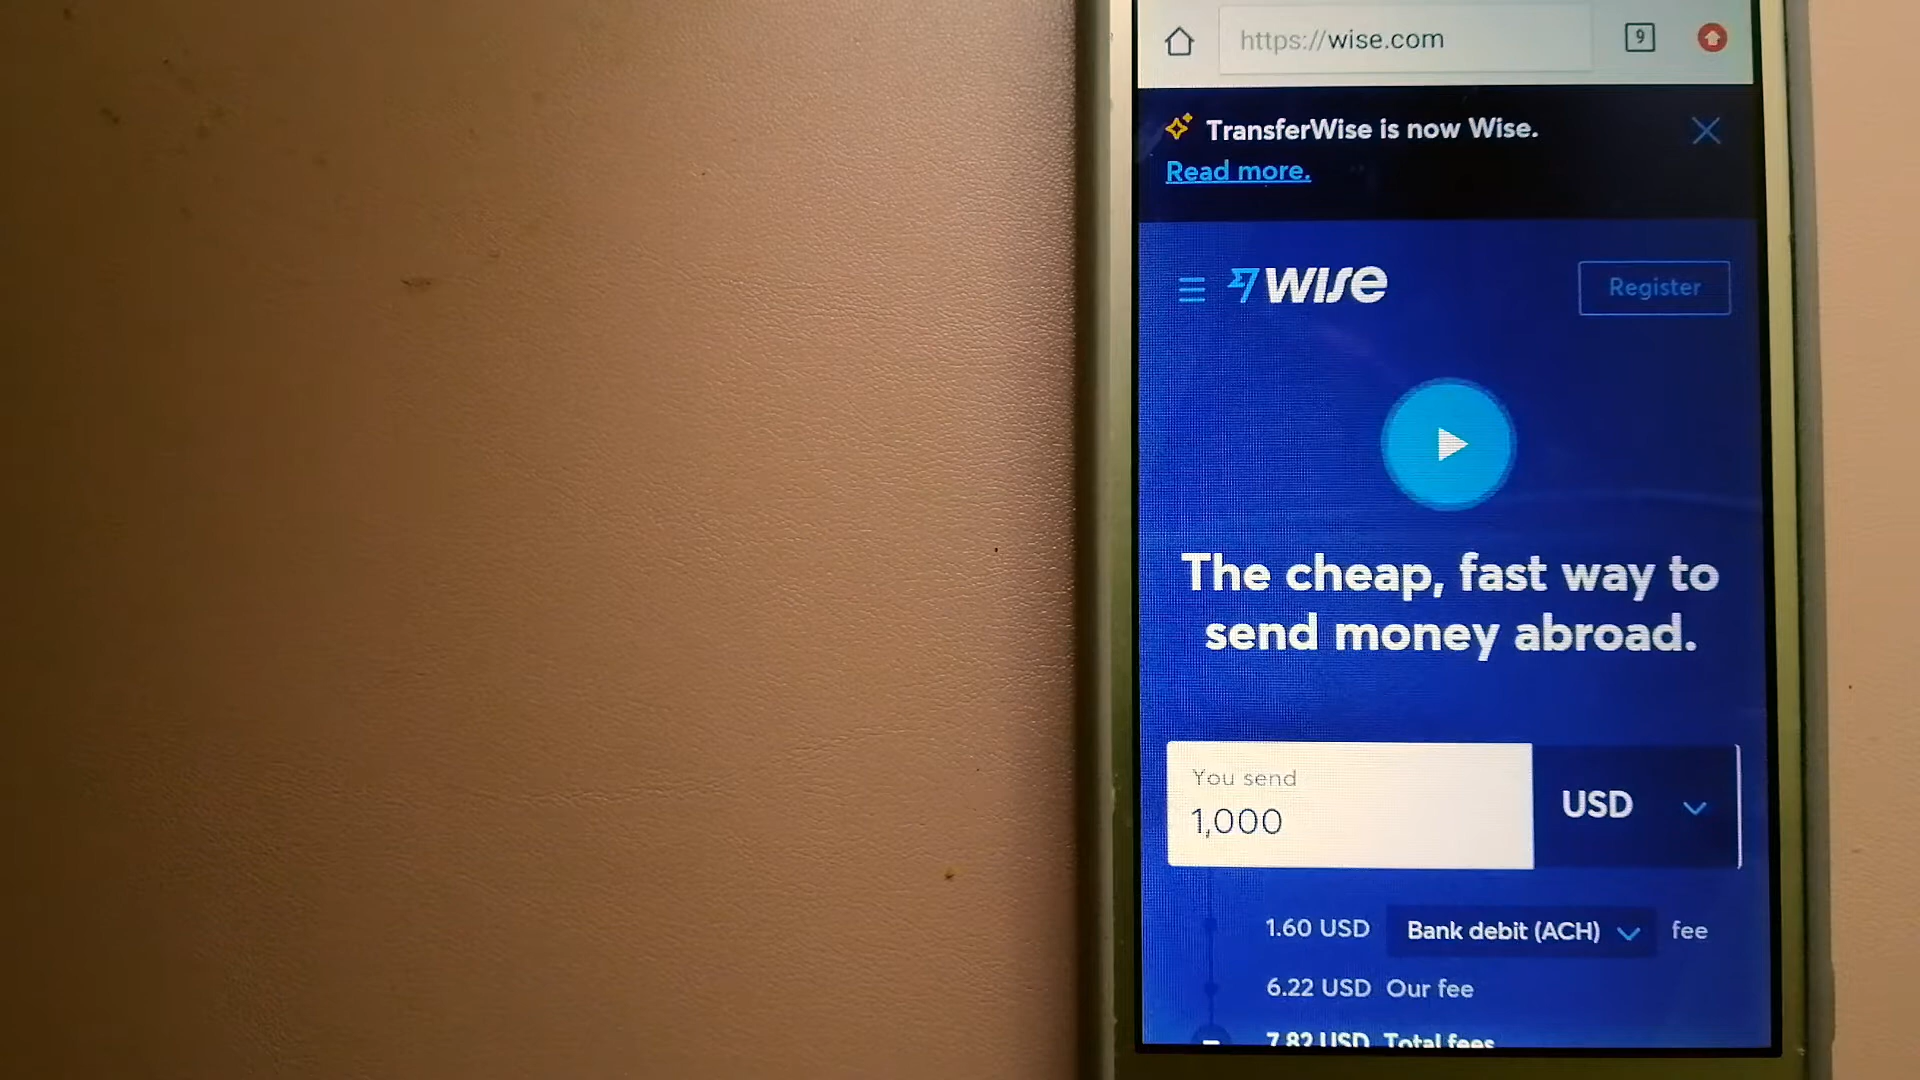 https://wise.com
9
TransferWise is now Wise.
Read more.
wise
Register
The cheap, fast way to
send money abroad.
You send
1,000
USD
1.60 USD Bank debit (ACH) fee
6.22 USD Our fee
7.82 USD Total fees